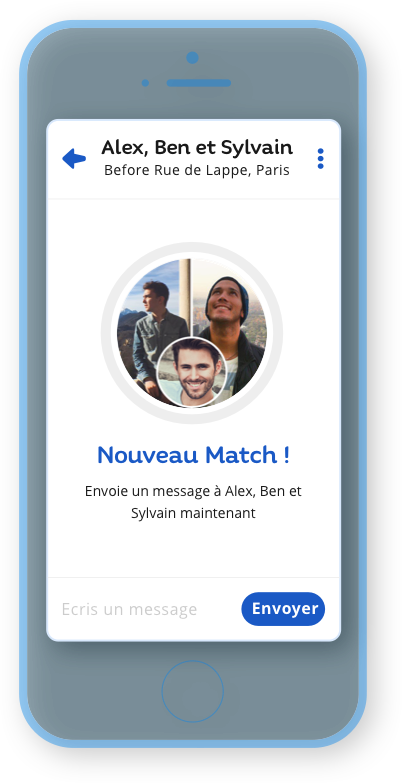 Alex, Ben et Sylvain
Before Rue de Lappe, Paris
Nouveau Match !
Envoie un message à Alex, Ben et
Sylvain maintenant
Ecris un message
Envoyer